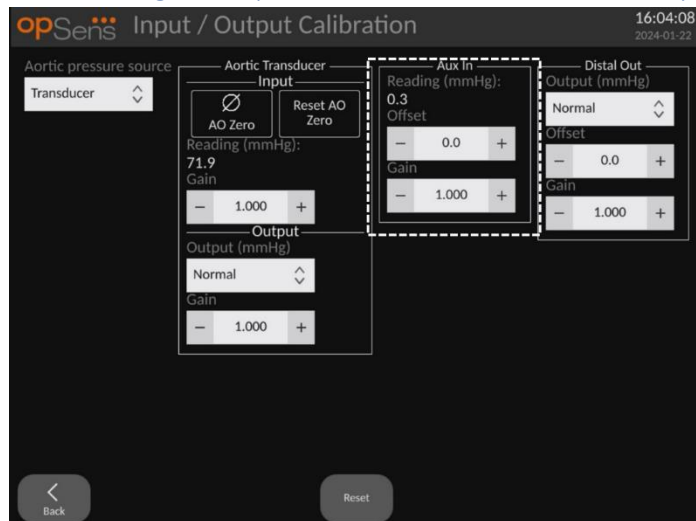 opSens Input / Output Calibration
16:04:08
2024-01-22
Aortic pressure source
Transducer
Aortic Transducer
Input
AO Zero
Reset AO
Zero
Reading (mmHg):
71.9
Gain
− 1.000 +
Output
Output (mmHg)
Normal
Gain
− 1.000 +
Aux In
Reading (mmHg):
0.3
Offset
− 0.0 +
Gain
− 1.000 +
Distal Out
Output (mmHg)
Normal
Offset
− 0.0 +
Gain
− 1.000 +
Back
Reset